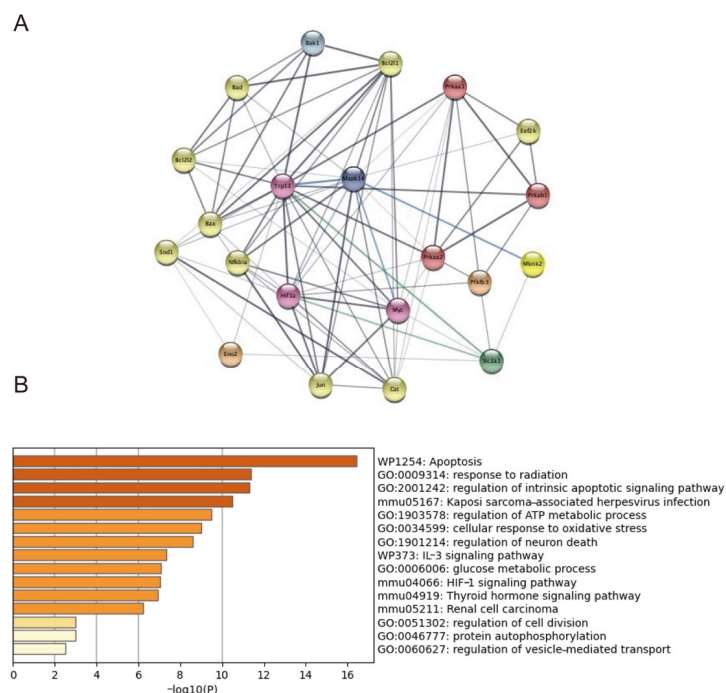 A
Bak1
Bcl2l1
Bad
Prkaa1
Eef2k
Bcl2l2
Trp53
Mapk14
Prkab1
Bax
Sod1
Nfkbia
Prkaa2
Mknk2
Pfkfb3
Hif1a
Myc
Eno2
Slc2a1
Jun
Cat
B
WP1254: Apoptosis
GO:0009314: response to radiation
GO:2001242: regulation of intrinsic apoptotic signaling pathway
mmu05167: Kaposi sarcoma-associated herpesvirus infection
GO:1903578: regulation of ATP metabolic process
GO:0034599: cellular response to oxidative stress
GO:1901214: regulation of neuron death
WP373: IL-3 signaling pathway
GO:0006006: glucose metabolic process
mmu04066: HIF-1 signaling pathway
mmu04919: Thyroid hormone signaling pathway
mmu05211: Renal cell carcinoma
GO:0051302: regulation of cell division
GO:0046777: protein autophosphorylation
GO:0060627: regulation of vesicle-mediated transport
0 2 4 6 8 10 12 14 16
−log10(P)